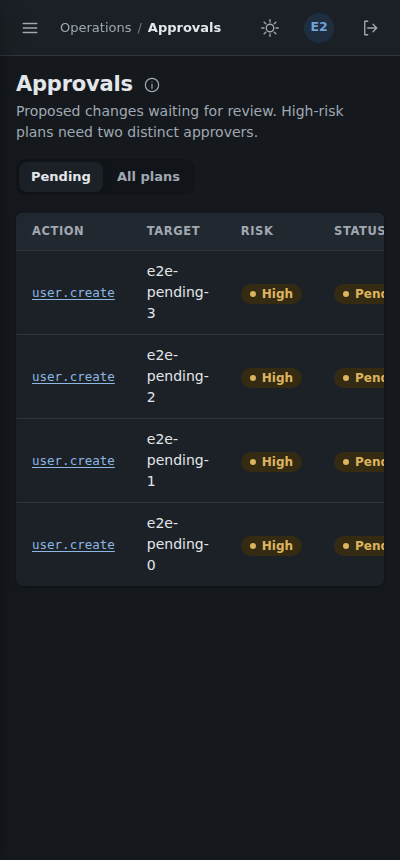 Operations / Approvals E2
Approvals
Proposed changes waiting for review. High-risk
plans need two distinct approvers.
Pending All plans
ACTION TARGET RISK STATUS
user.create e2e-pending-3 High
user.create e2e-pending-2 High
user.create e2e-pending-1 High
user.create e2e-pending-0 High